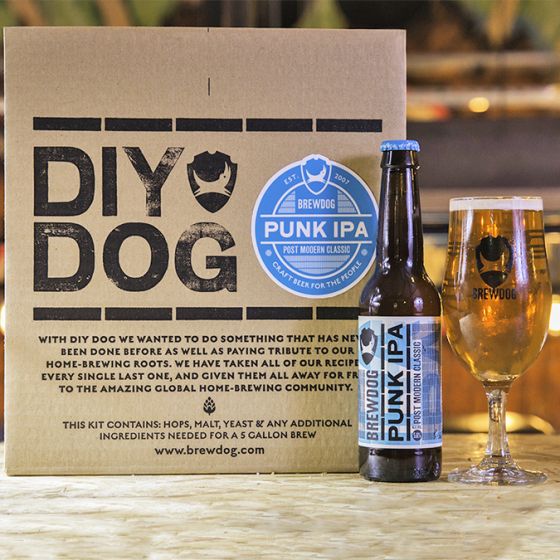 DIY
DOG
EST. 2007
BREWDOG
PUNK IPA
POST MODERN CLASSIC
CRAFT BEER FOR THE PEOPLE
WITH DIY DOG WE WANTED TO DO SOMETHING THAT HAS NEV
BEEN DONE BEFORE AS WELL AS PAYING TRIBUTE TO OUR
HOME-BREWING ROOTS. WE HAVE TAKEN ALL OF OUR RECIPE
EVERY SINGLE LAST ONE, AND GIVEN THEM ALL AWAY FOR FR
TO THE AMAZING GLOBAL HOME-BREWING COMMUNITY.
THIS KIT CONTAINS: HOPS, MALT, YEAST & ANY ADDITIONAL
INGREDIENTS NEEDED FOR A 5 GALLON BREW
www.brewdog.com
BREWDOG
PUNK IPA
POST MODERN CLASSIC
BREWDOG